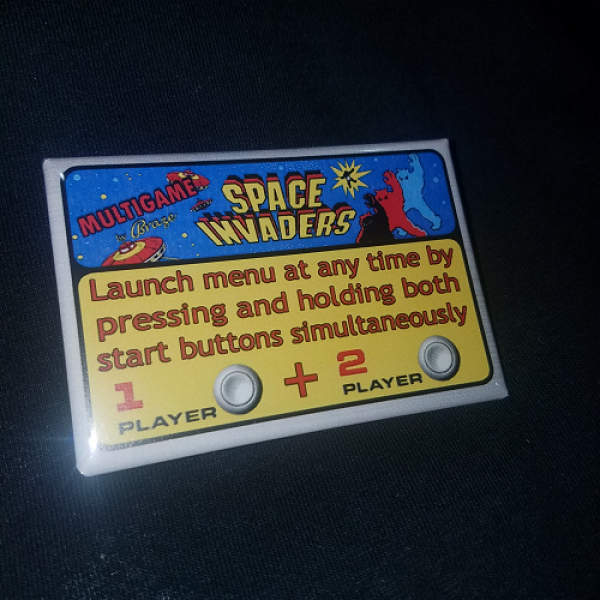 MULTIGAME
by Braze
SPACE
INVADERS
Launch menu at any time by
pressing and holding both
start buttons simultaneously
1 + 2
PLAYER PLAYER